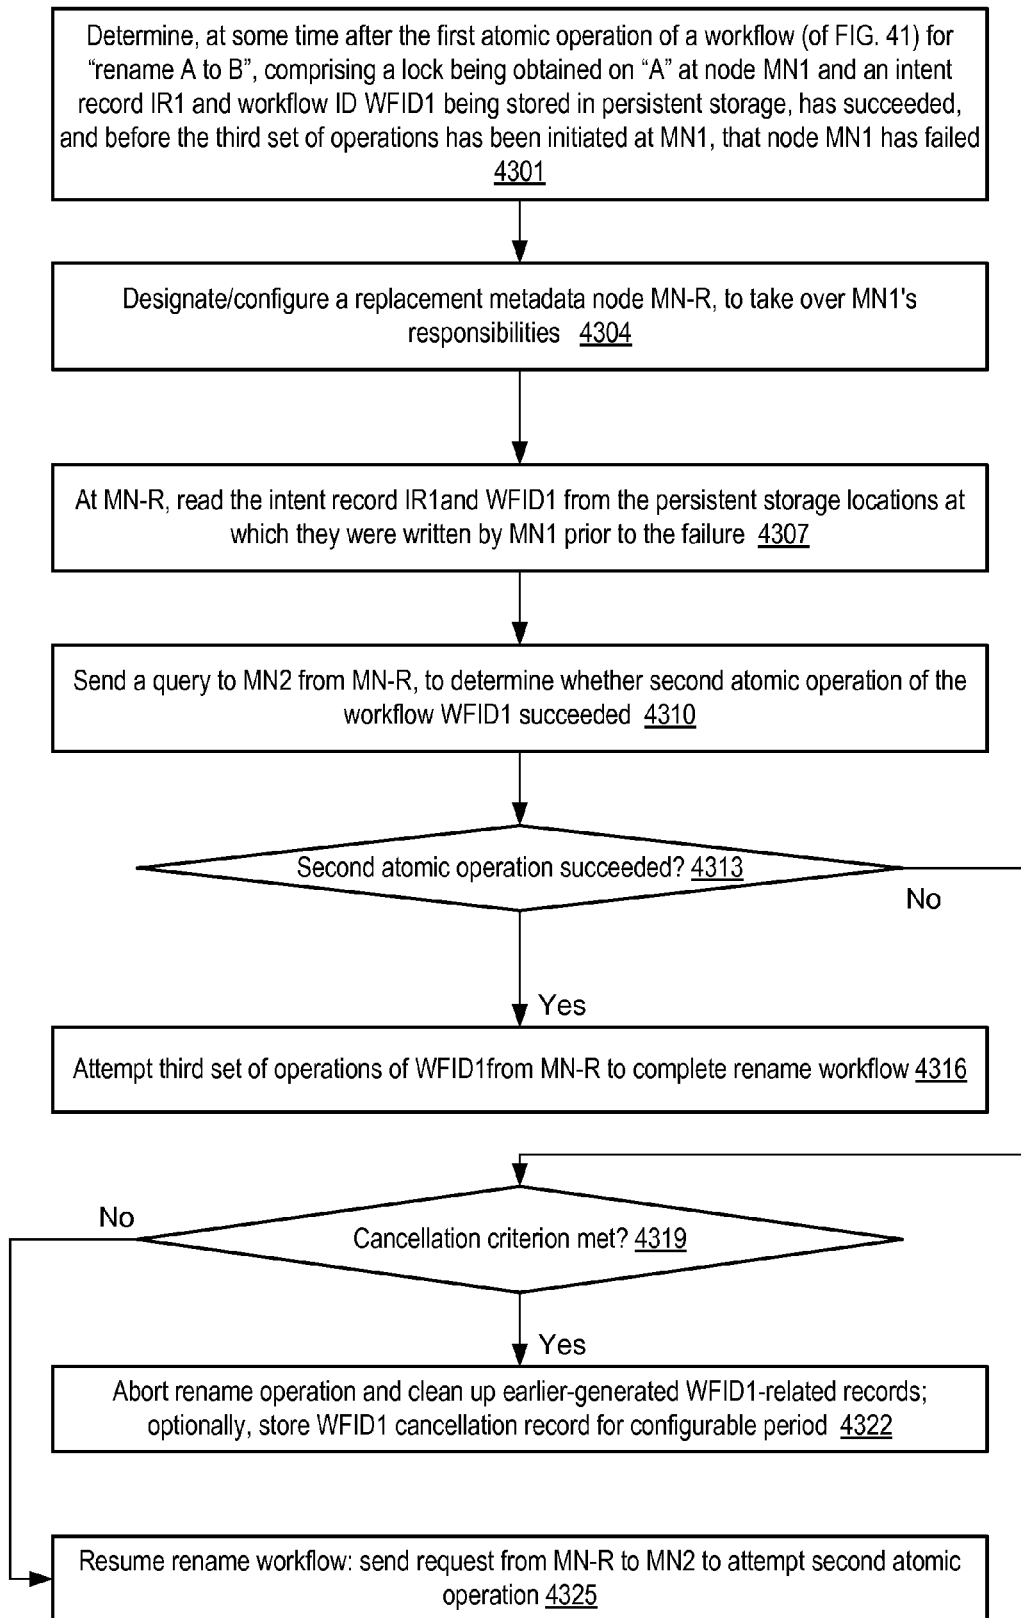 Determine, at some time after the first atomic operation of a workflow (of FIG. 41) for
“rename A to B”, comprising a lock being obtained on “A” at node MN1 and an intent
record IR1 and workflow ID WFID1 being stored in persistent storage, has succeeded,
and before the third set of operations has been initiated at MN1, that node MN1 has failed
4301
Designate/configure a replacement metadata node MN-R, to take over MN1's
responsibilities 4304
At MN-R, read the intent record IR1and WFID1 from the persistent storage locations at
which they were written by MN1 prior to the failure 4307
Send a query to MN2 from MN-R, to determine whether second atomic operation of the
workflow WFID1 succeeded 4310
Second atomic operation succeeded? 4313
No
Yes
Attempt third set of operations of WFID1from MN-R to complete rename workflow 4316
No
Cancellation criterion met? 4319
Yes
Abort rename operation and clean up earlier-generated WFID1-related records;
optionally, store WFID1 cancellation record for configurable period 4322
Resume rename workflow: send request from MN-R to MN2 to attempt second atomic
operation 4325